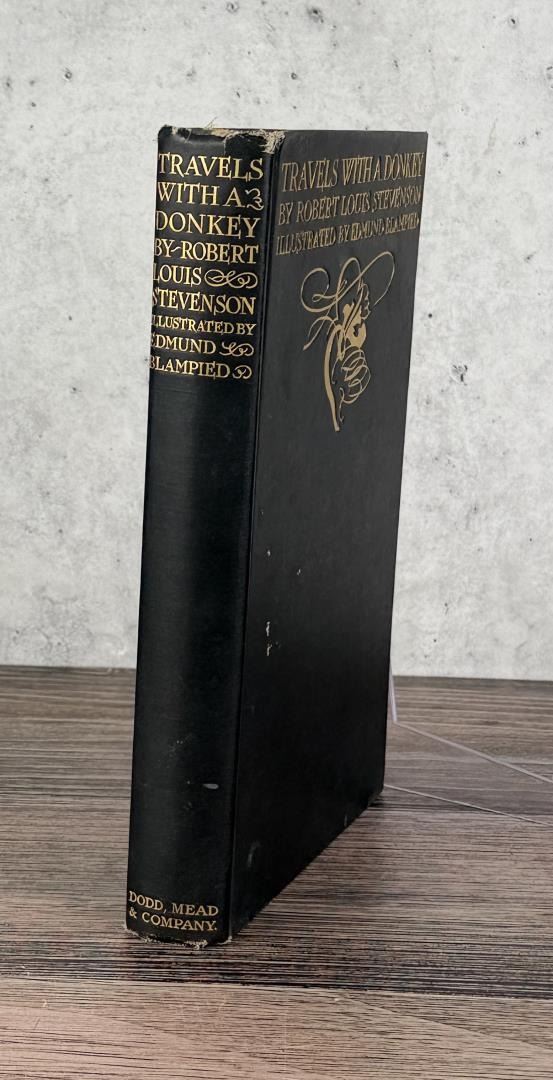 TRAVELS
WITH A
DONKEY
BY~ROBERT
LOUIS
STEVENSON
ILLUSTRATED BY
EDMUND
BLAMPIED
DODD, MEAD
& COMPANY.
TRAVELS WITH A DONKEY
BY ROBERT LOUIS STEVENSON
ILLUSTRATED BY EDMUND BLAMPIED